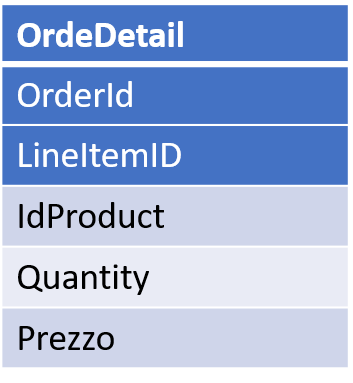 OrdeDetail
OrderId
LineItemID
IdProduct
Quantity
Prezzo